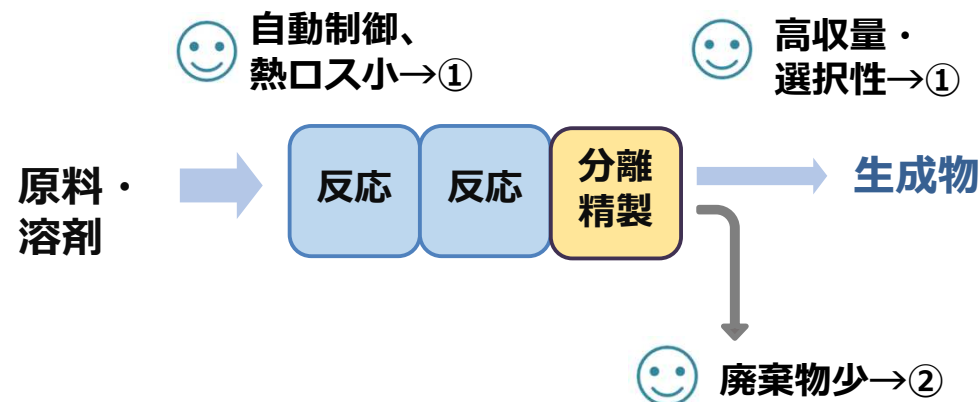 自動制御、
熱ロス小→①
高収量・
選択性→①
原料・
溶剤
反応
反応
分離
精製
生成物
廃棄物少→②